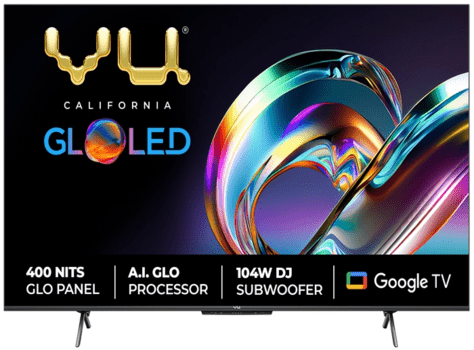 VU®
CALIFORNIA
GLOLED
400 NITS
GLO PANEL
A.I. GLO
PROCESSOR
104W DJ
SUBWOOFER
Google TV